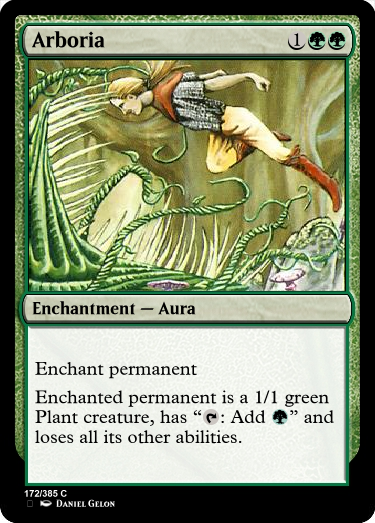 Arboria 1
Enchantment — Aura
Enchant permanent
Enchanted permanent is a 1/1 green
Plant creature, has “: Add ” and
loses all its other abilities.
172/385 C
DANIEL GELON